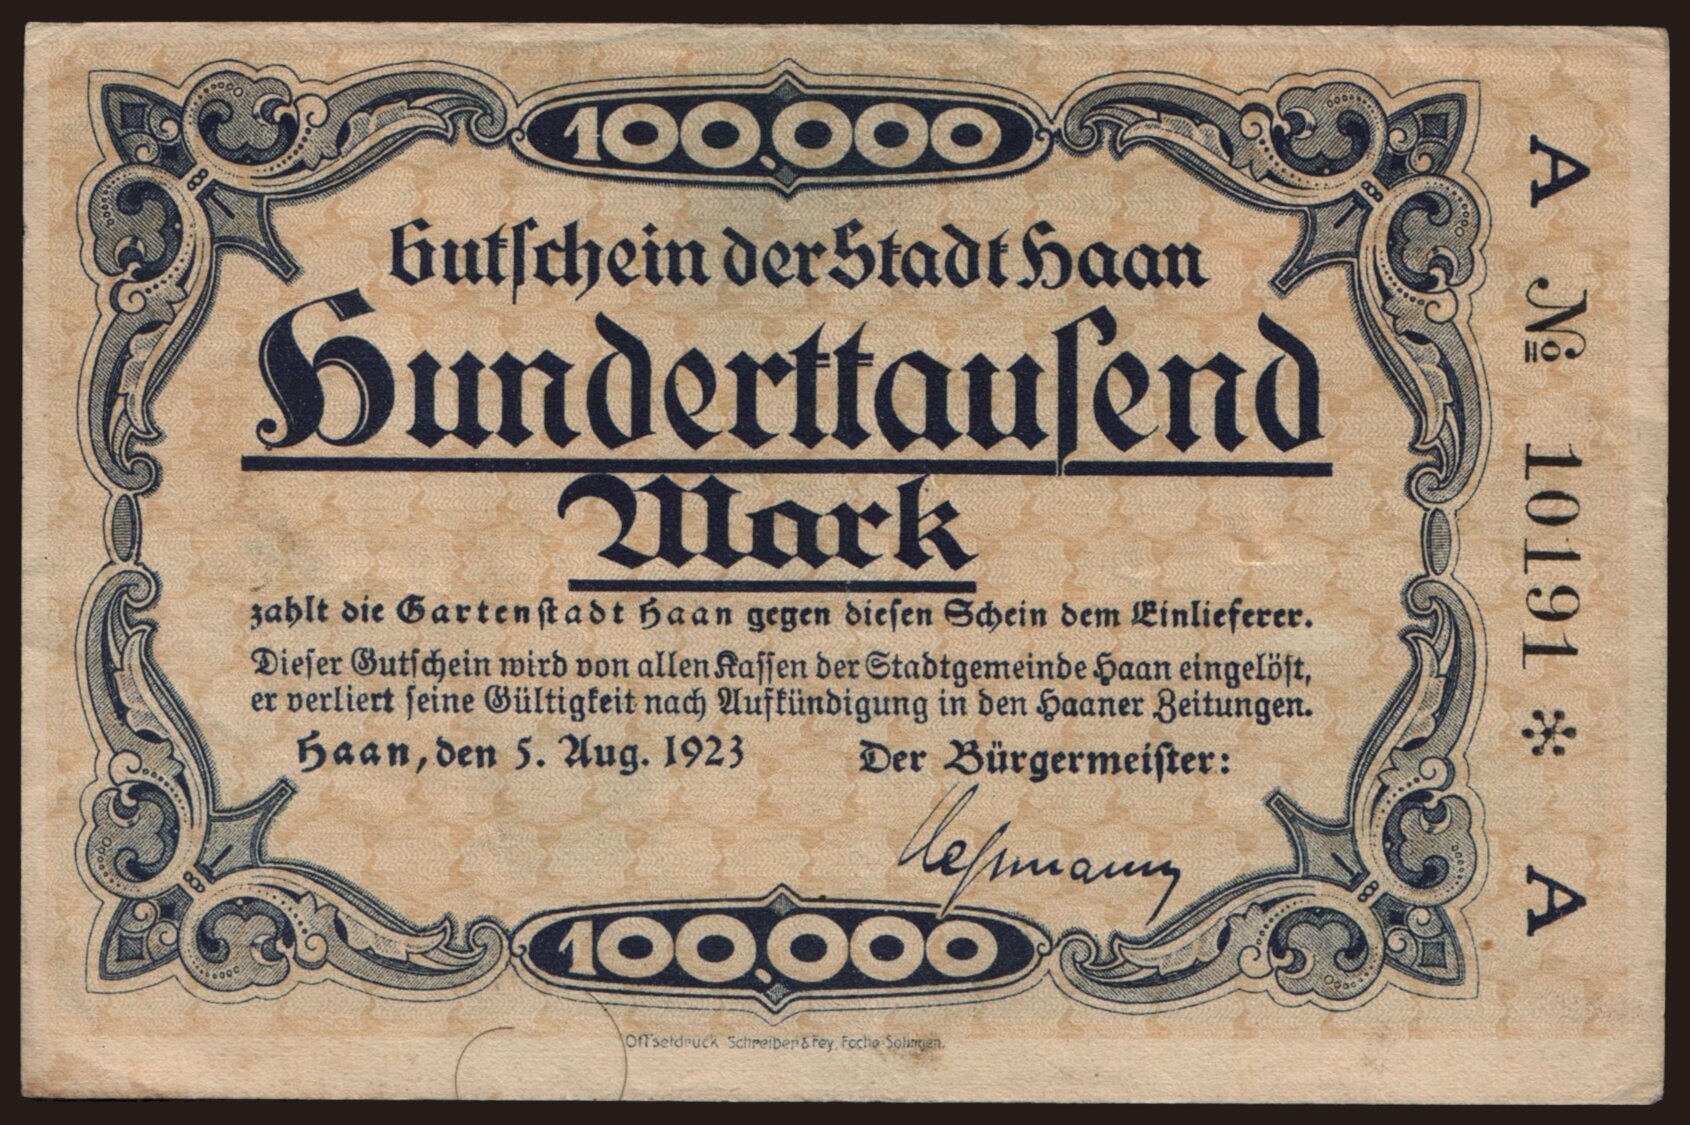 100.000
Gutschein der Stadt Haan
Hunderttausend
Mark
zahlt die Gartenstadt Haan gegen diesen Schein dem Einlieferer.
Dieser Gutschein wird von allen Kassen der Stadtgemeinde Haan eingelöst,
er verliert seine Gültigkeit nach Aufkündigung in den Haaner Zeitungen.
Haan, den 5. Aug. 1923 Der Bürgermeister:
100.000
Offsetdruck Schreiber & Fey, Foche-Solingen.
A № 10191 * A